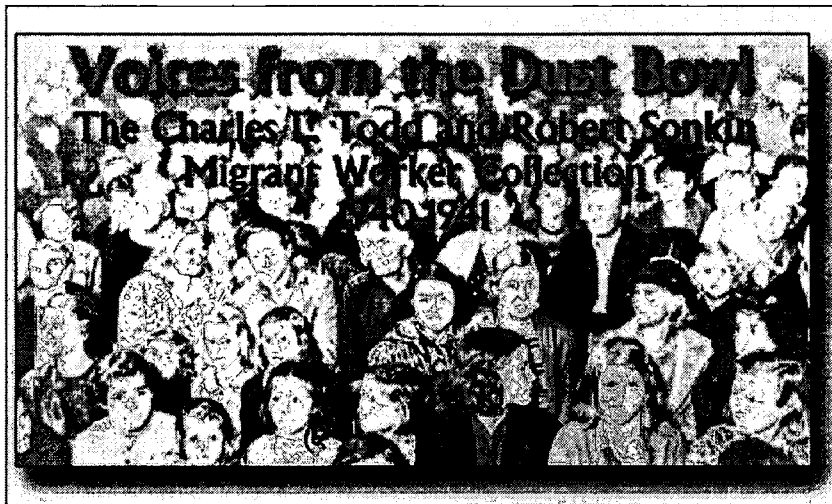 Voices from the Dust Bowl
The Charles L. Todd and Robert Sonkin
Migrant Worker Collection
1940-1941